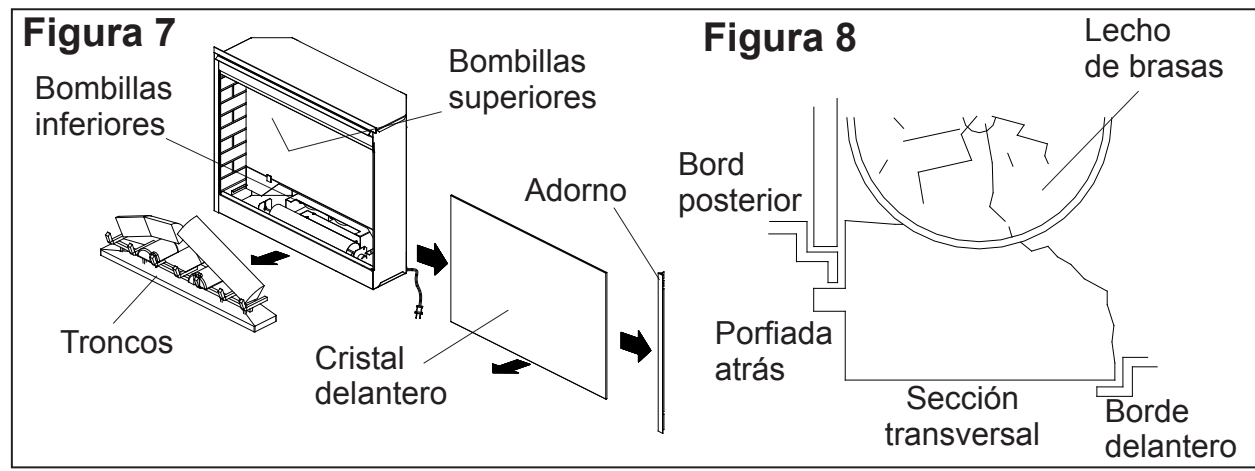 Figura 7
Bombillas
inferiores
Bombillas
superiores
Adorno
Troncos
Cristal
delantero
Figura 8
Lecho
de brasas
Bord
posterior
Porfiada
atrás
Sección
transversal
Borde
delantero